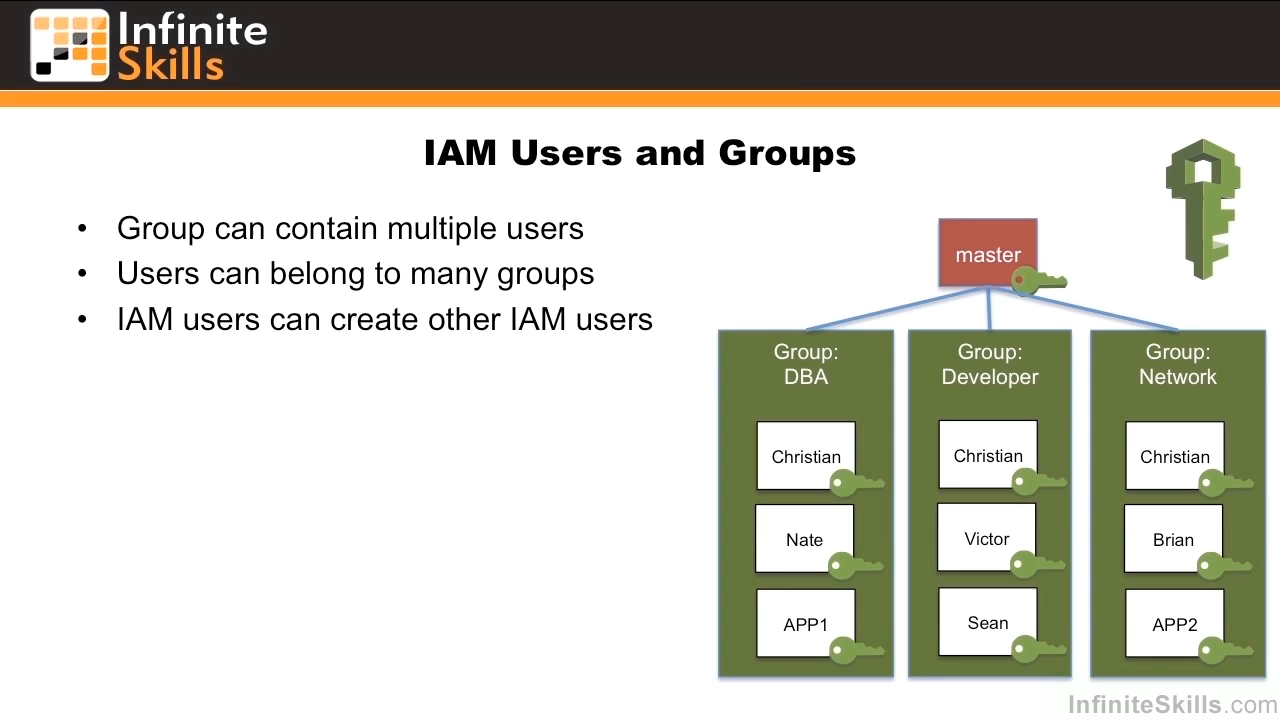 Infinite
Skills
IAM Users and Groups
• Group can contain multiple users
• Users can belong to many groups
• IAM users can create other IAM users
master
Group:
DBA
Christian
Nate
APP1
Group:
Developer
Christian
Victor
Sean
Group:
Network
Christian
Brian
APP2
InfiniteSkills.com